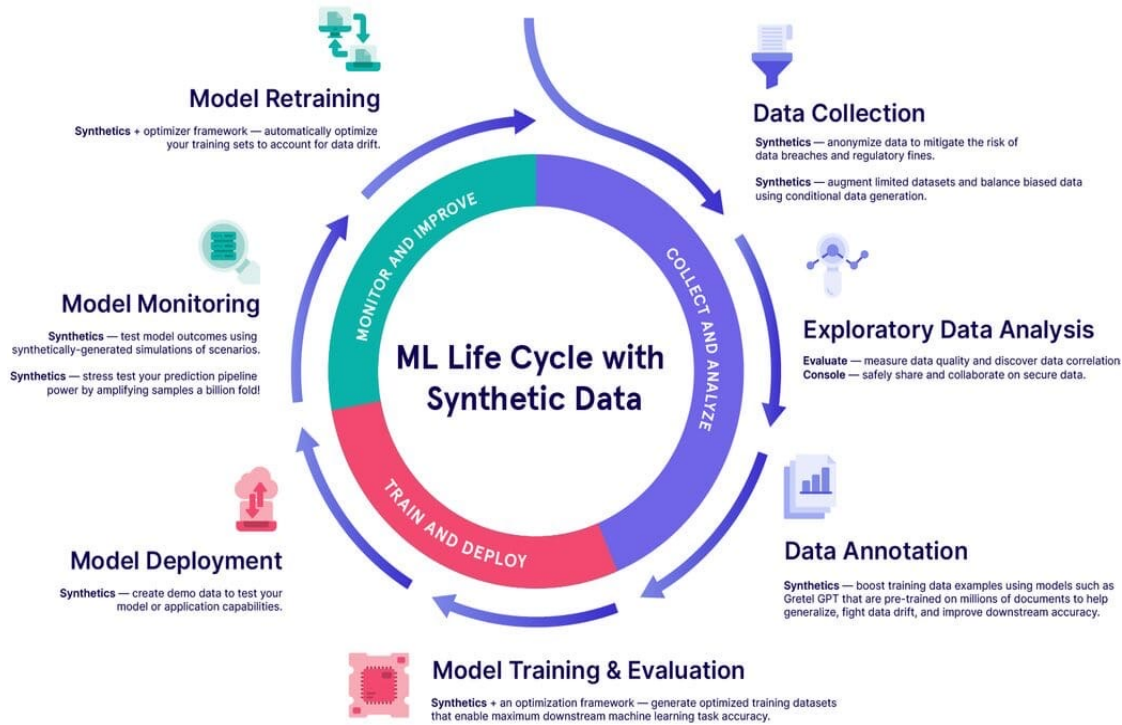 Model Retraining
Synthetics + optimizer framework — automatically optimize
your training sets to account for data drift.
Data Collection
Synthetics — anonymize data to mitigate the risk of
data breaches and regulatory fines.
Synthetics — augment limited datasets and balance biased data
using conditional data generation.
Model Monitoring
Synthetics — test model outcomes using
synthetically-generated simulations of scenarios.
Synthetics — stress test your prediction pipeline
power by amplifying samples a billion fold!
MONITOR AND IMPROVE
COLLECT AND ANALYZE
TRAIN AND DEPLOY
ML Life Cycle with
Synthetic Data
Exploratory Data Analysis
Evaluate — measure data quality and discover data correlation
Console — safely share and collaborate on secure data.
Model Deployment
Synthetics — create demo data to test your
model or application capabilities.
Data Annotation
Synthetics — boost training data examples using models such as
Gretel GPT that are pre-trained on millions of documents to help
generalize, fight data drift, and improve downstream accuracy.
Model Training & Evaluation
Synthetics + an optimization framework — generate optimized training datasets
that enable maximum downstream machine learning task accuracy.